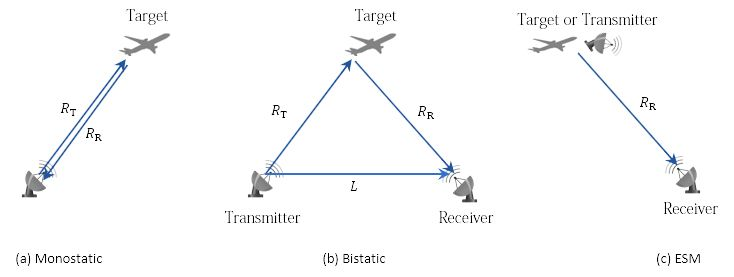 Target
R_T
R_R
(a) Monostatic
Target
R_T
R_R
L
Transmitter
Receiver
(b) Bistatic
Target or Transmitter
R_R
Receiver
(c) ESM